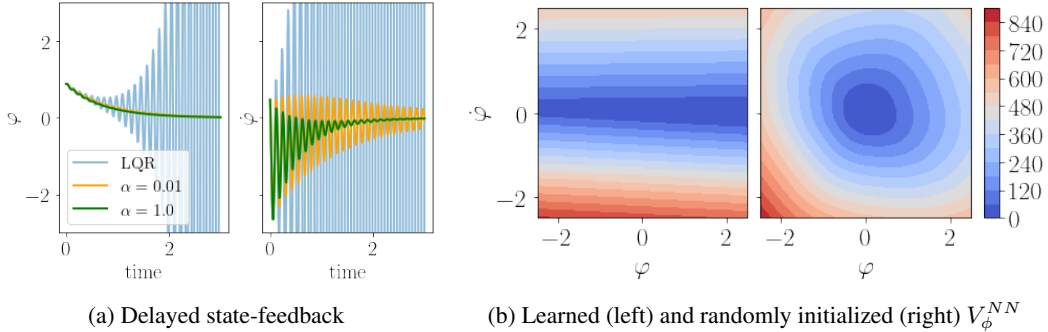 2
0
−2
φ
0
2
time
LQR
α = 0.01
α = 1.0
φ̇
0
2
time
2
0
−2
φ̇
−2
0
2
φ
−2
0
2
φ
840
720
600
480
360
240
120
0
(a) Delayed state-feedback
(b) Learned (left) and randomly initialized (right) V_ϕ^{NN}